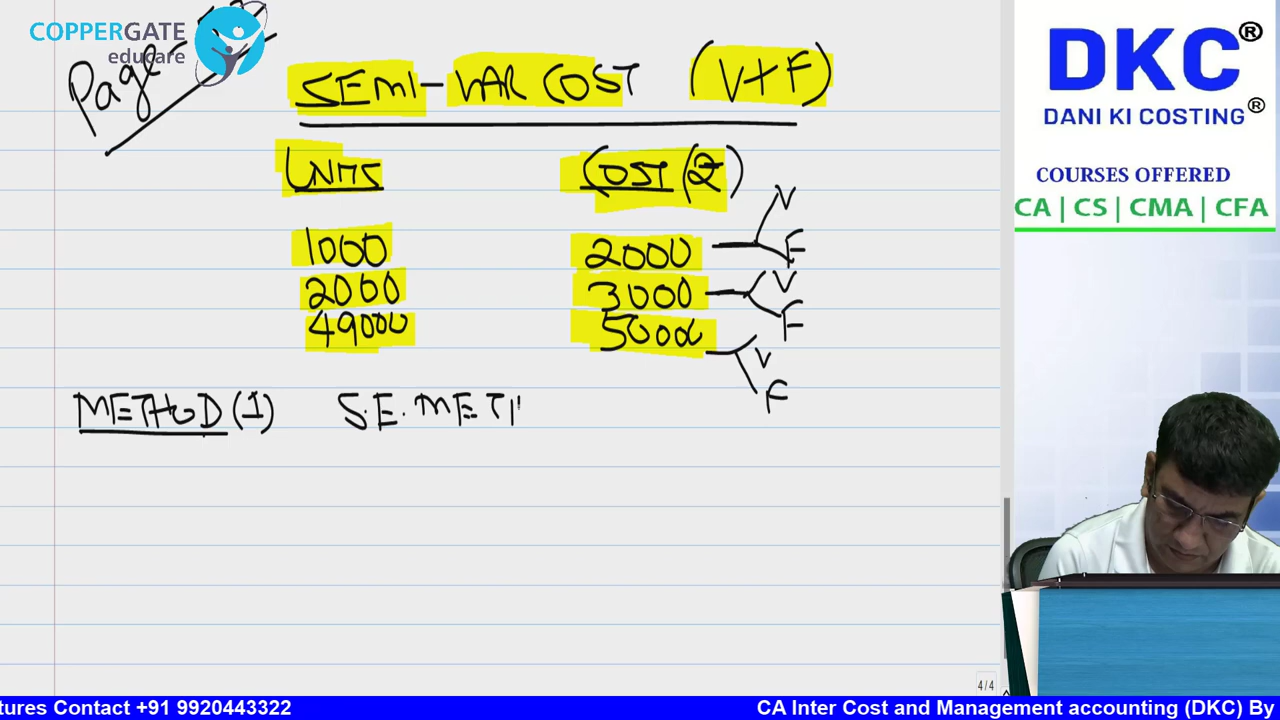 COPPERGATE
educare
Page
SEMI-VAR COST (V+F)
UNITS COST (₹)
1000 2000 V
F
2000 3000 V
F
49000 5000 V
F
METHOD (1) S.E. MET
DKC®
DANI KI COSTING®
COURSES OFFERED
CA | CS | CMA | CFA
4/4
tures Contact +91 9920443322 CA Inter Cost and Management accounting (DKC) By